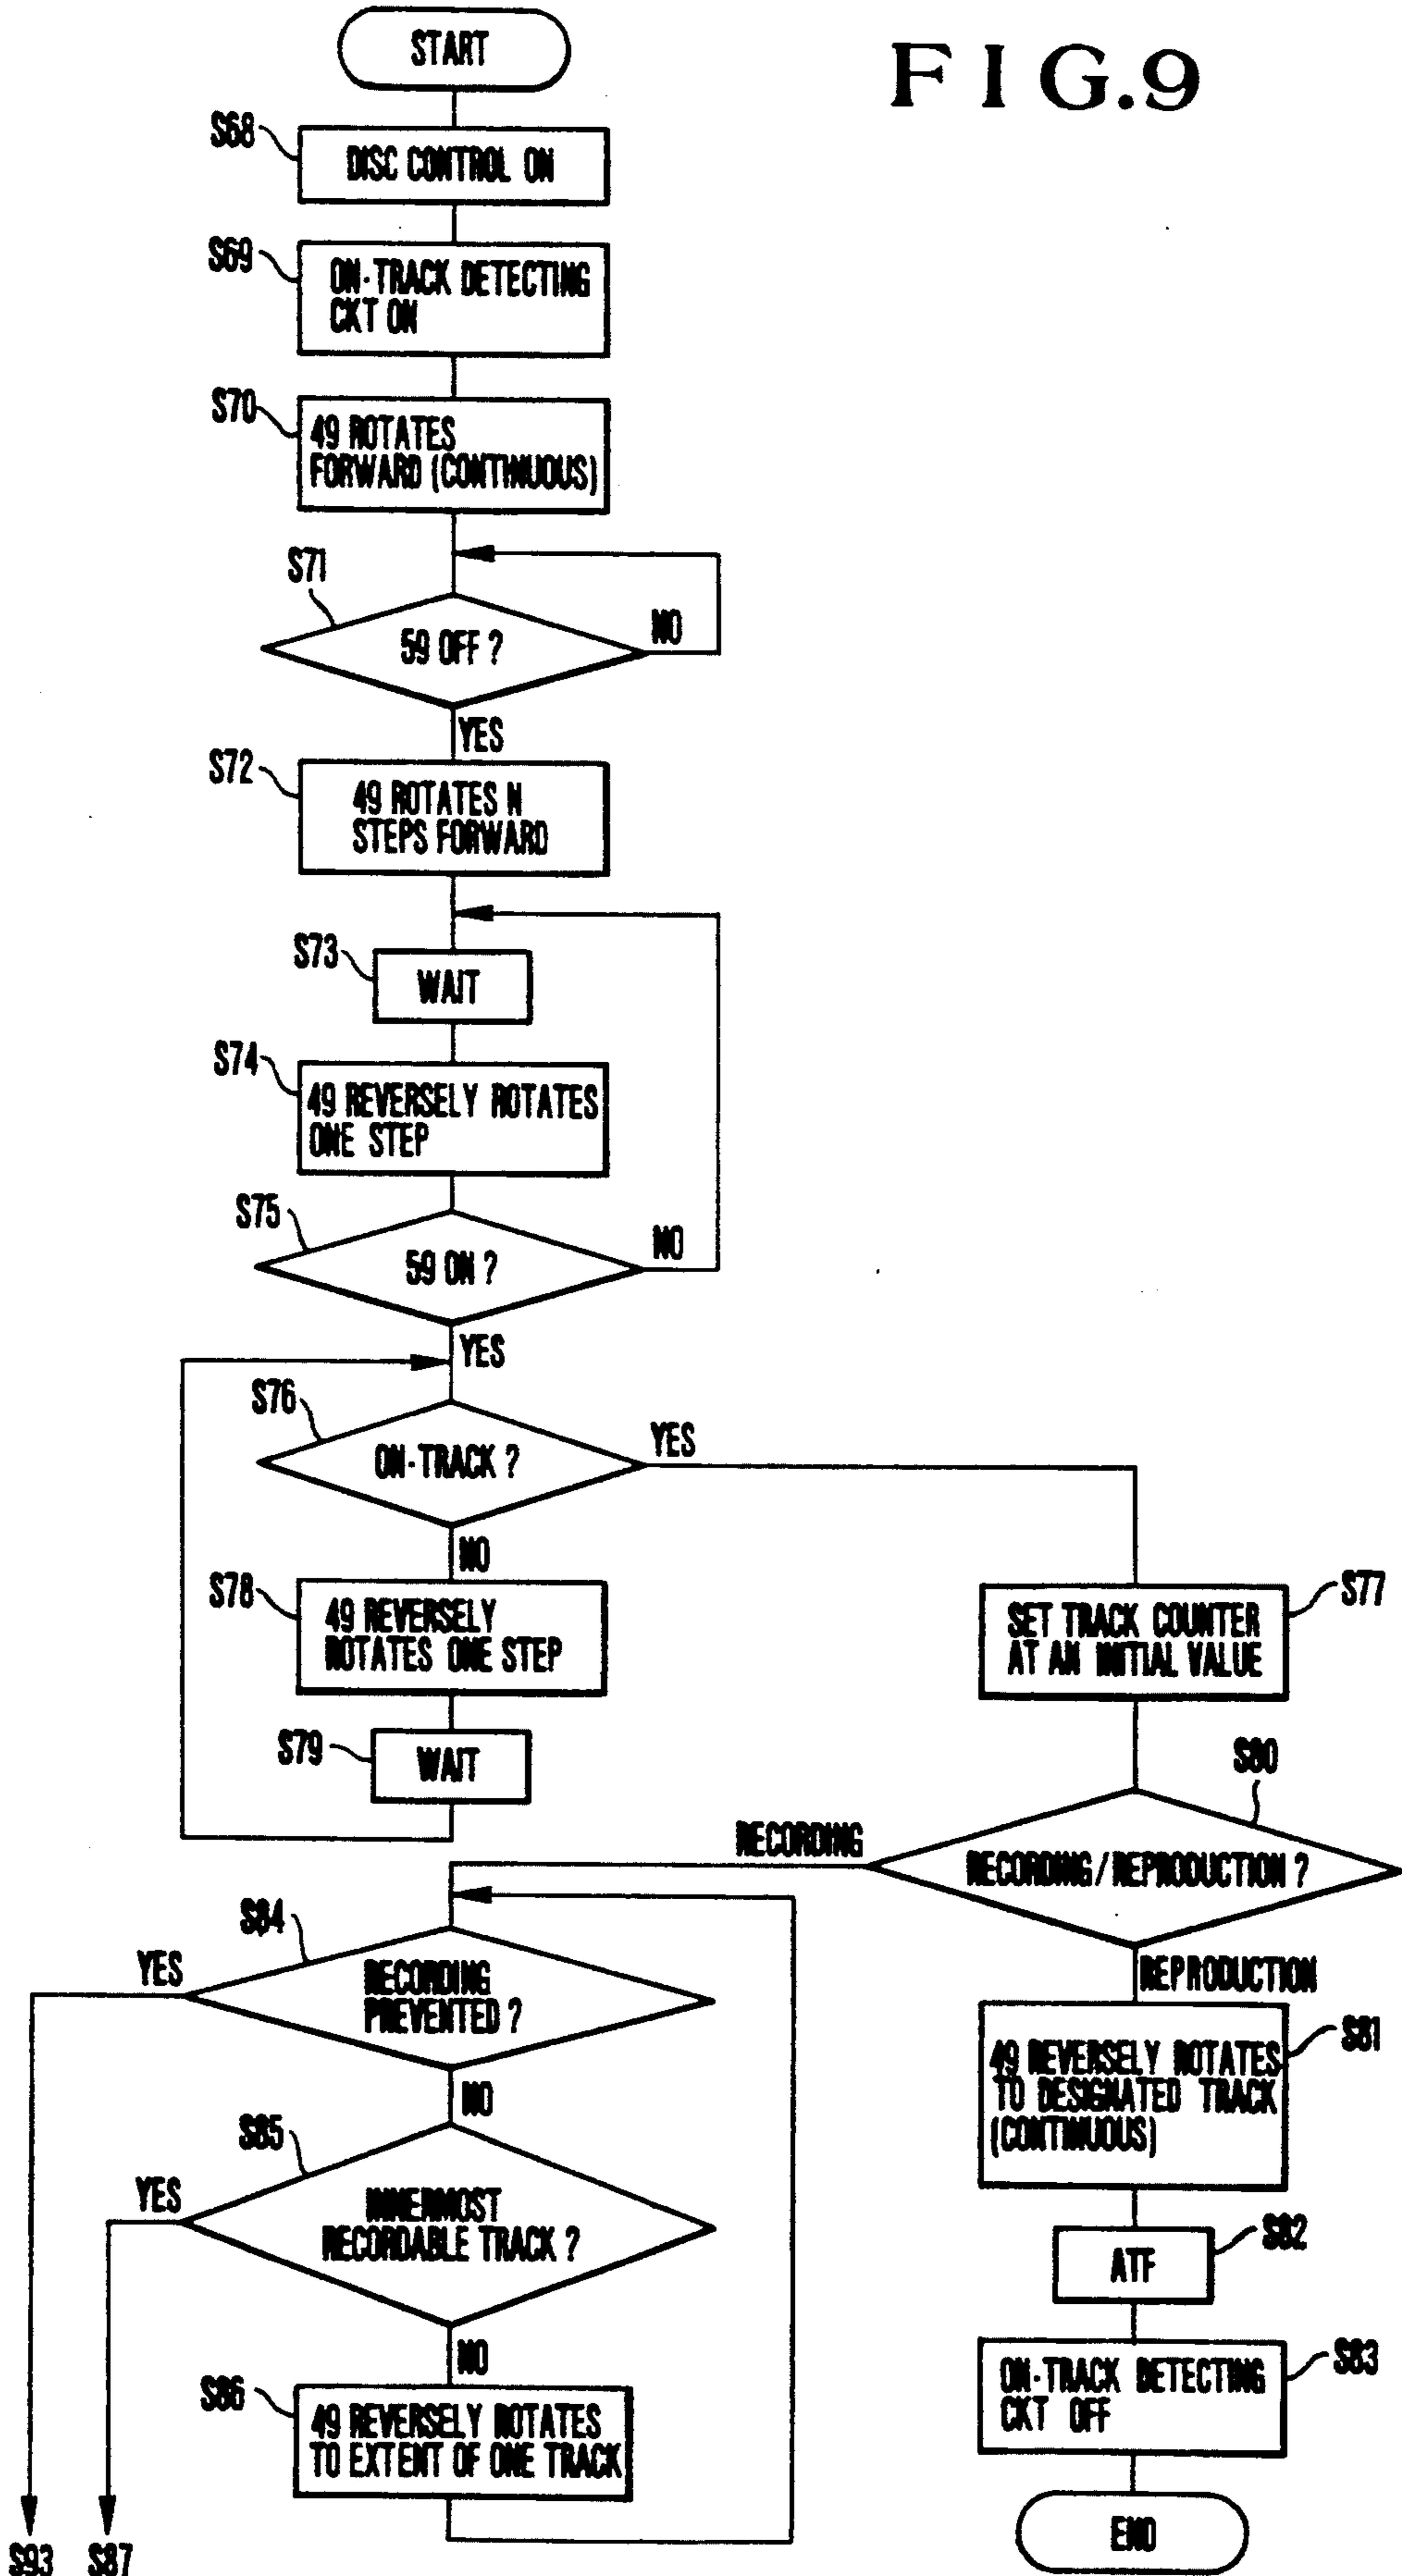 FIG.9
START
S68
DISC CONTROL ON
S69
ON-TRACK DETECTING
CKT ON
S70
49 ROTATES
FORWARD (CONTINUOUS)
S71
59 OFF ?
NO
YES
S72
49 ROTATES N
STEPS FORWARD
S73
WAIT
S74
49 REVERSELY ROTATES
ONE STEP
S75
59 ON ?
NO
YES
S76
ON-TRACK ?
YES
NO
S78
49 REVERSELY
ROTATES ONE STEP
S79
WAIT
S77
SET TRACK COUNTER
AT AN INITIAL VALUE
S80
RECORDING/REPRODUCTION ?
RECORDING
REPRODUCTION
S84
RECORDING
PREVENTED ?
YES
NO
S85
INNERMOST
RECORDABLE TRACK ?
YES
NO
S86
49 REVERSELY ROTATES
TO EXTENT OF ONE TRACK
S93
S87
S81
49 REVERSELY ROTATES
TO DESIGNATED TRACK
(CONTINUOUS)
S82
ATF
S83
ON-TRACK DETECTING
CKT OFF
END